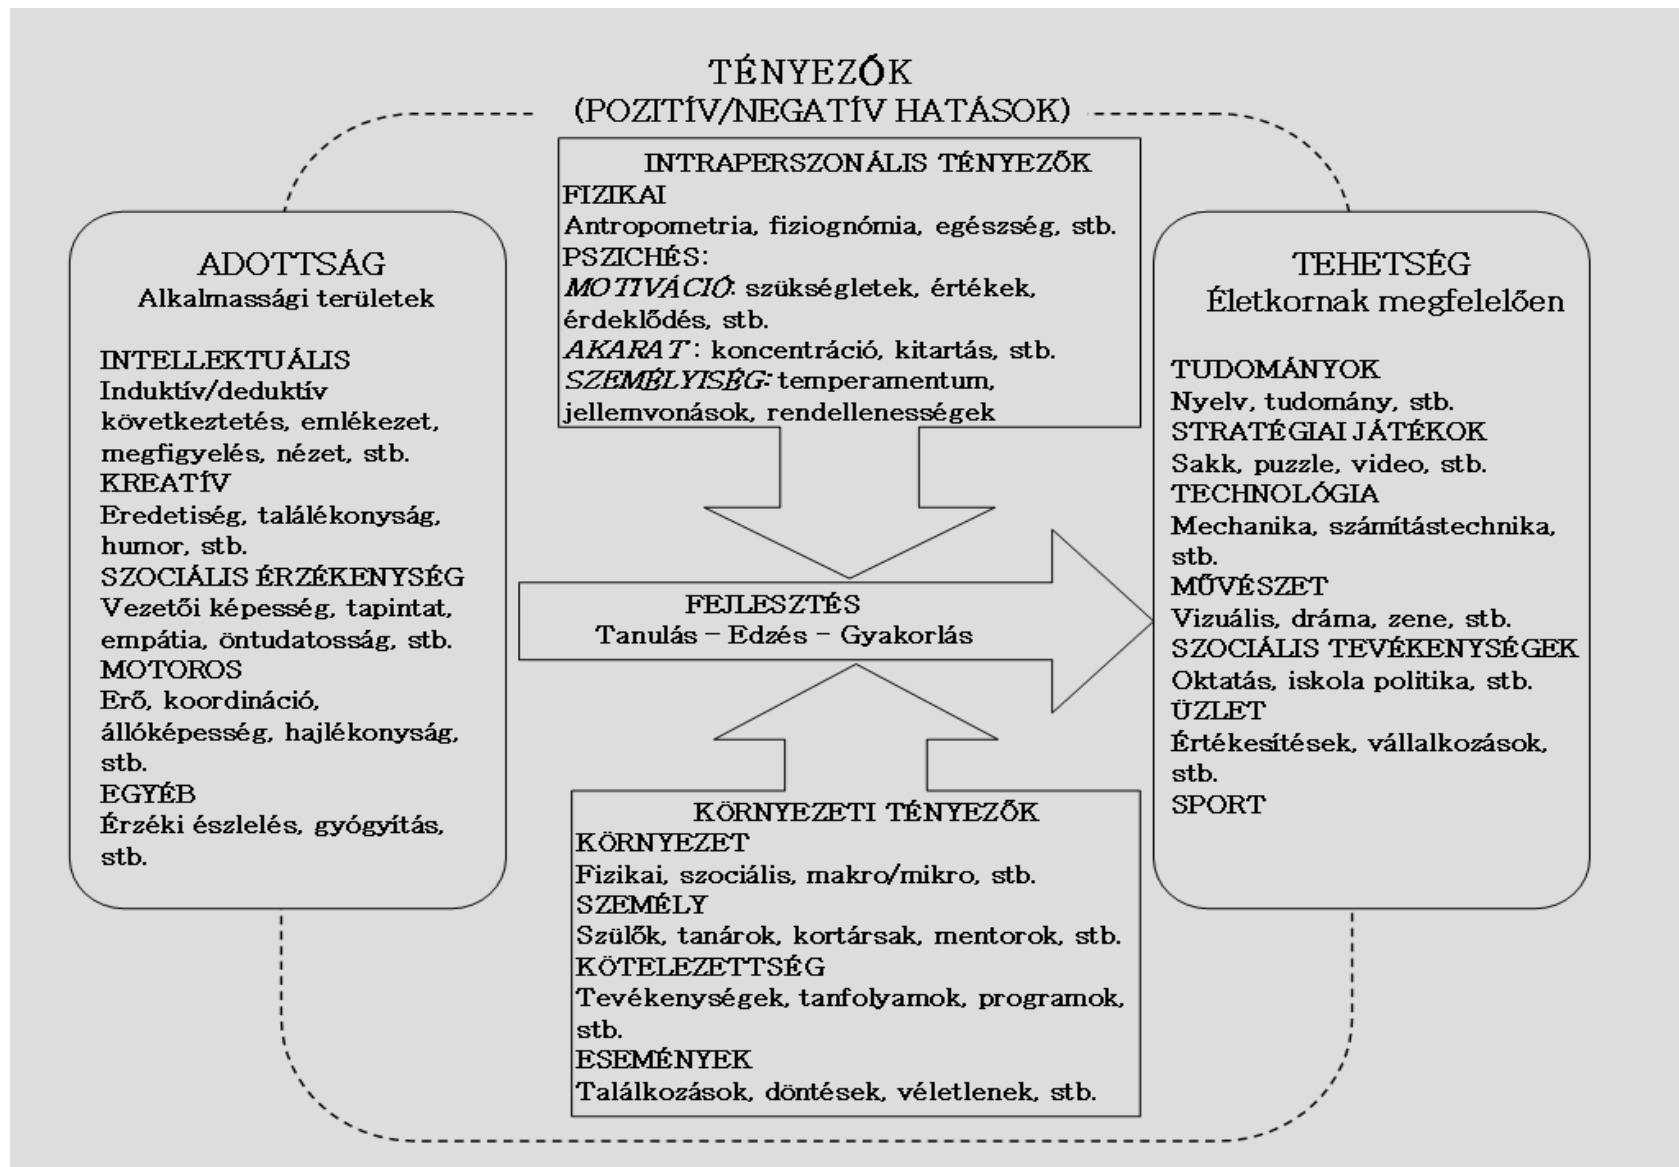 TÉNYEZŐK
(POZITÍV/NEGATÍV HATÁSOK)
ADOTTSÁG
Alkalmassági területek
INTELLEKTUÁLIS
Induktív/deduktív
következtetés, emlékezet,
megfigyelés, nézet, stb.
KREATÍV
Eredetiség, találékonyság,
humor, stb.
SZOCIÁLIS ÉRZÉKENYSÉG
Vezetői képesség, tapintat,
empátia, öntudatosság, stb.
MOTOROS
Erő, koordináció,
állóképesség, hajlékonyság,
stb.
EGYÉB
Érzéki észlelés, gyógyítás,
stb.
INTRAPERSZONÁLIS TÉNYEZŐK
FIZIKAI
Antropometria, fiziognómia, egészség, stb.
PSZICHÉS:
MOTIVÁCIÓ: szükségletek, értékek,
érdeklődés, stb.
AKARAT: koncentráció, kitartás, stb.
SZEMÉLYISÉG: temperamentum,
jellemvonások, rendellenességek
FEJLESZTÉS
Tanulás – Edzés – Gyakorlás
KÖRNYEZETI TÉNYEZŐK
KÖRNYEZET
Fizikai, szociális, makro/mikro, stb.
SZEMÉLY
Szülők, tanárok, kortársak, mentorok, stb.
KÖTELEZETTSÉG
Tevékenységek, tanfolyamok, programok,
stb.
ESEMÉNYEK
Találkozások, döntések, véletlenek, stb.
TEHETSÉG
Életkornak megfelelően
TUDOMÁNYOK
Nyelv, tudomány, stb.
STRATÉGIAI JÁTÉKOK
Sakk, puzzle, video, stb.
TECHNOLÓGIA
Mechanika, számítástechnika,
stb.
MŰVÉSZET
Vizuális, dráma, zene, stb.
SZOCIÁLIS TEVÉKENYSÉGEK
Oktatás, iskola politika, stb.
ÜZLET
Értékesítések, vállalkozások,
stb.
SPORT